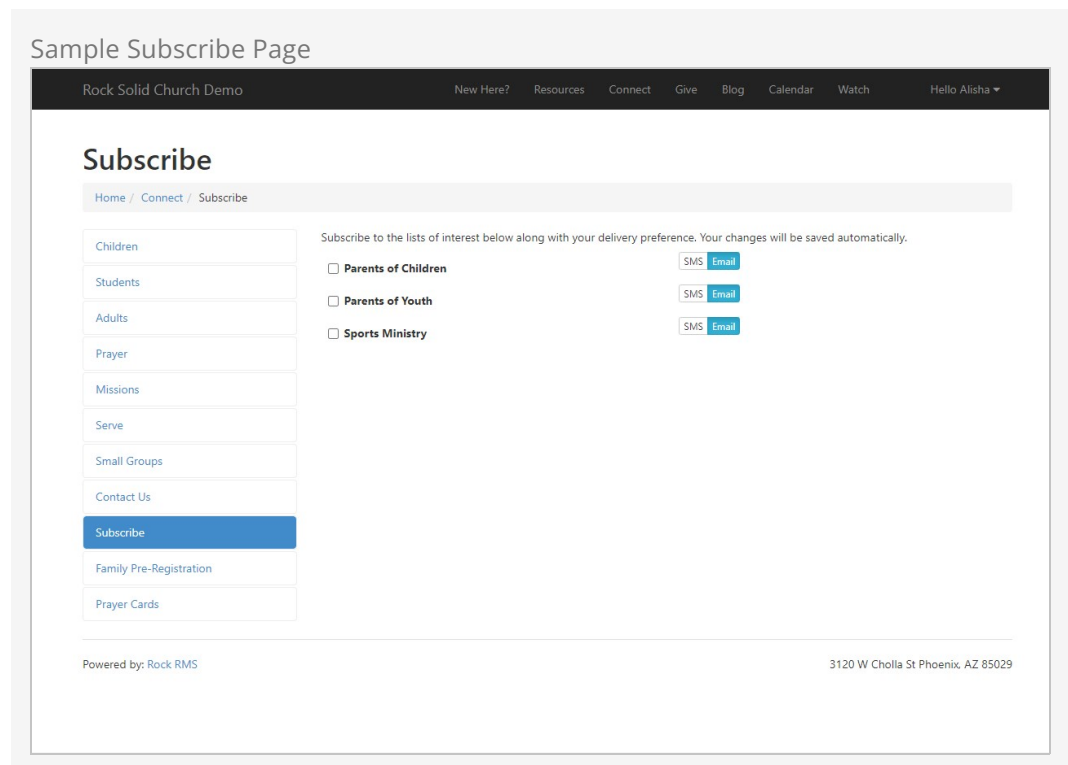 Sample Subscribe Page
Rock Solid Church Demo New Here? Resources Connect Give Blog Calendar Watch Hello Alisha
Subscribe
Home / Connect / Subscribe
Children
Students
Adults
Prayer
Missions
Serve
Small Groups
Contact Us
Subscribe
Family Pre-Registration
Prayer Cards
Subscribe to the lists of interest below along with your delivery preference. Your changes will be saved automatically.
Parents of Children SMS Email
Parents of Youth SMS Email
Sports Ministry SMS Email
Powered by: Rock RMS 3120 W Cholla St Phoenix, AZ 85029